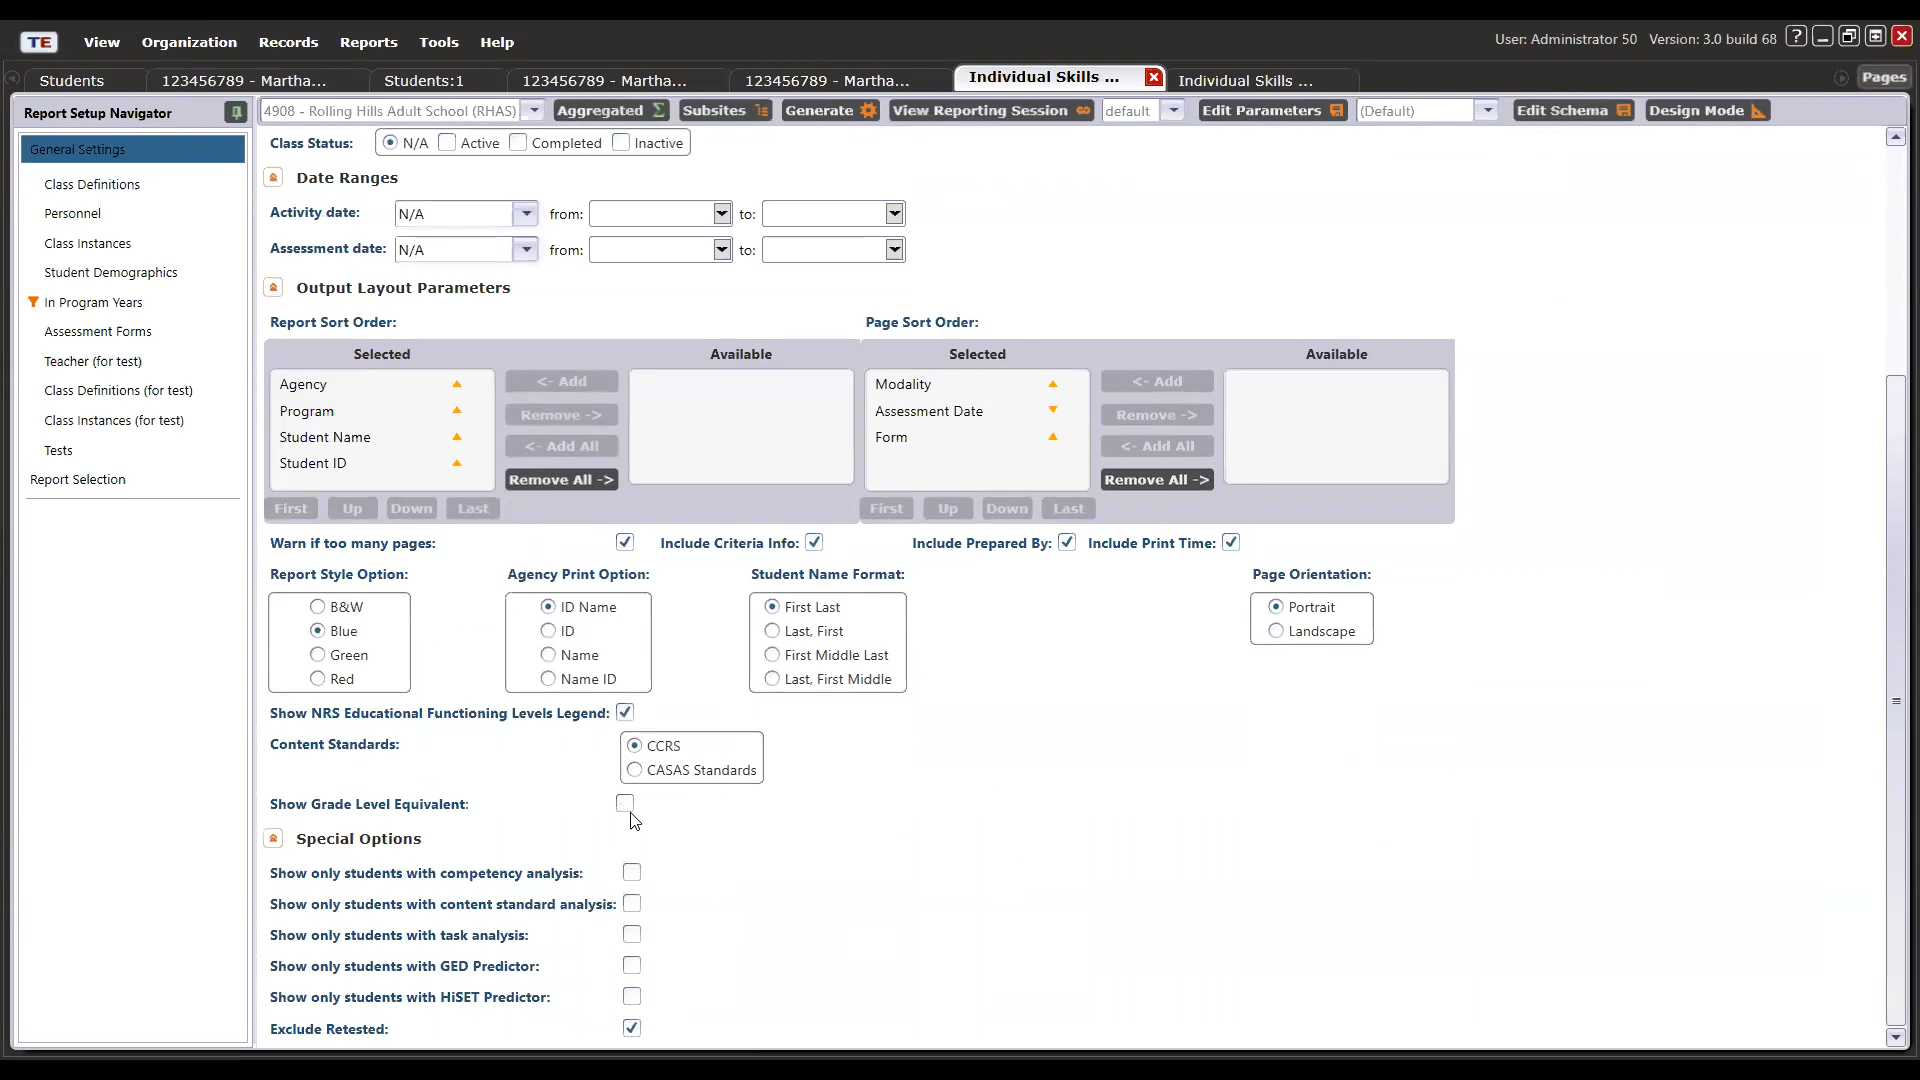 TE View Organization Records Reports Tools Help User: Administrator 50 Version: 3.0 build 68 ?
Students 123456789 - Martha... Students:1 123456789 - Martha... 123456789 - Martha... Individual Skills ... Individual Skills ... Pages
Report Setup Navigator
4908 - Rolling Hills Adult School (RHAS) Aggregated Subsites Generate View Reporting Session default Edit Parameters (Default) Edit Schema Design Mode
General Settings
Class Definitions
Personnel
Class Instances
Student Demographics
In Program Years
Assessment Forms
Teacher (for test)
Class Definitions (for test)
Class Instances (for test)
Tests
Report Selection
Class Status: N/A Active Completed Inactive
Date Ranges
Activity date: N/A from: to:
Assessment date: N/A from: to:
Output Layout Parameters
Report Sort Order: Page Sort Order:
Selected Available Selected Available
Agency <- Add Modality <- Add
Program Remove -> Assessment Date Remove ->
Student Name <- Add All Form <- Add All
Student ID Remove All -> Remove All ->
First Up Down Last First Up Down Last
Warn if too many pages: Include Criteria Info: Include Prepared By: Include Print Time:
Report Style Option: Agency Print Option: Student Name Format: Page Orientation:
B&W ID Name First Last Portrait
Blue ID Last, First Landscape
Green Name First Middle Last
Red Name ID Last, First Middle
Show NRS Educational Functioning Levels Legend:
Content Standards: CCRS
CASAS Standards
Show Grade Level Equivalent:
Special Options
Show only students with competency analysis:
Show only students with content standard analysis:
Show only students with task analysis:
Show only students with GED Predictor:
Show only students with HiSET Predictor:
Exclude Retested: